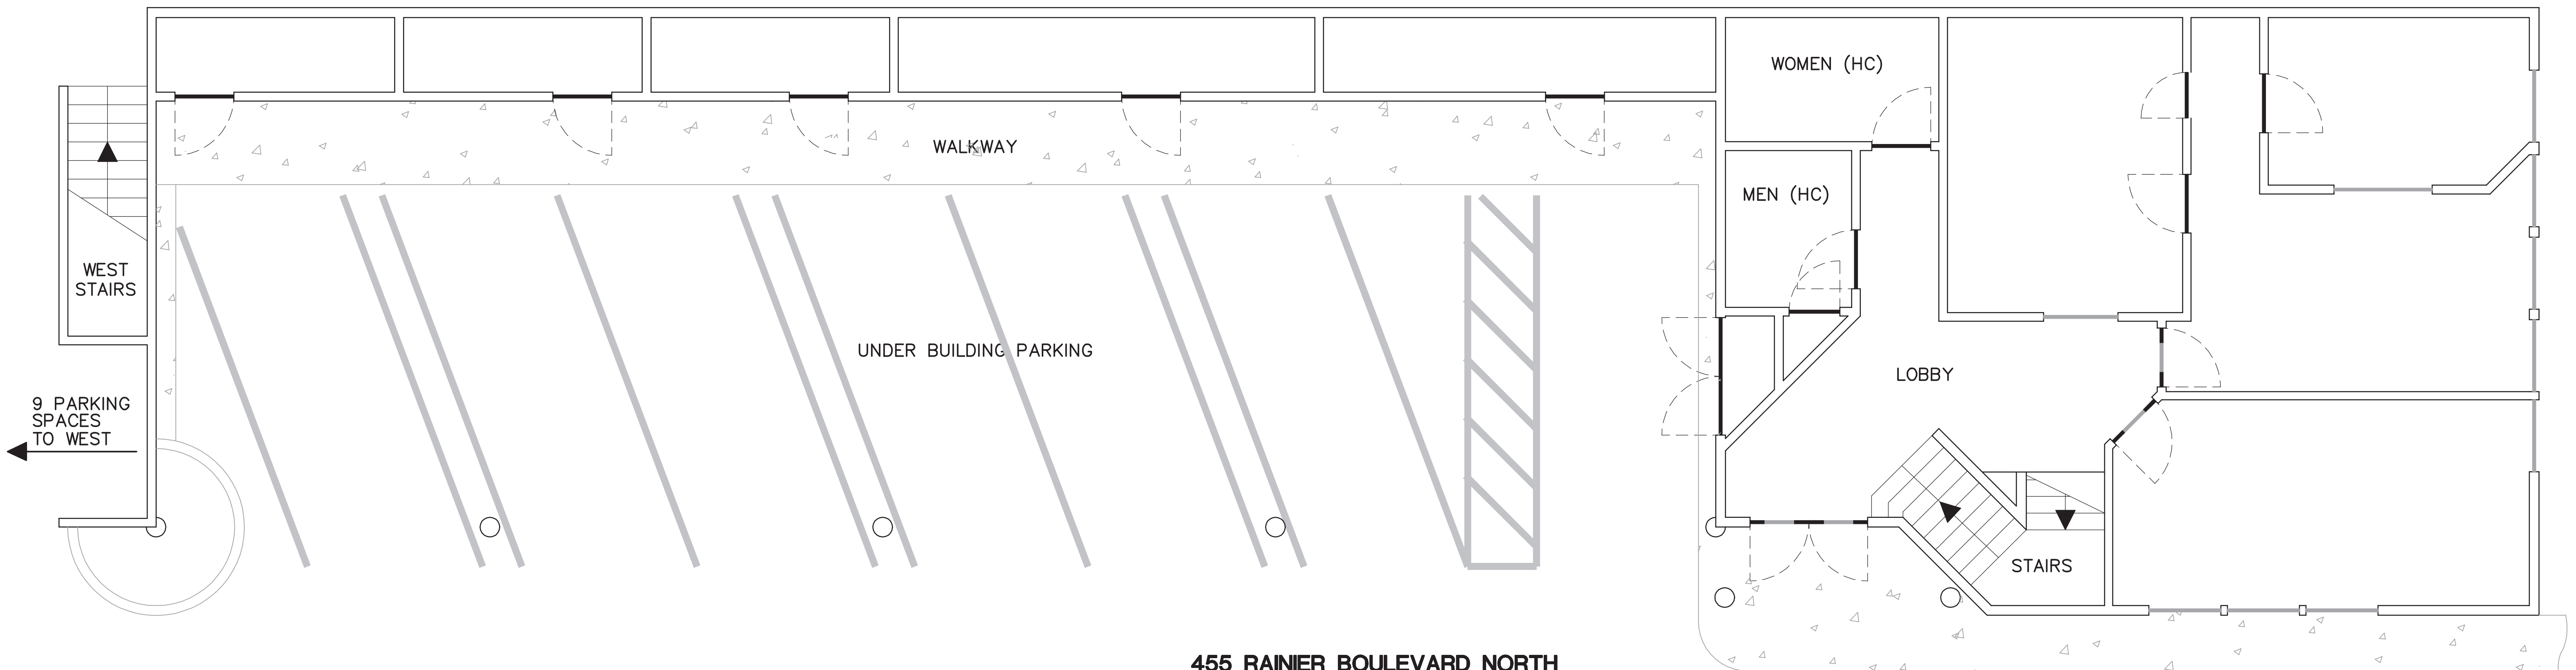 WOMEN (HC)
WALKWAY
MEN (HC)
WEST
STAIRS
UNDER BUILDING PARKING
LOBBY
9 PARKING
SPACES
TO WEST
STAIRS
455 RAINIER BOULEVARD NORTH